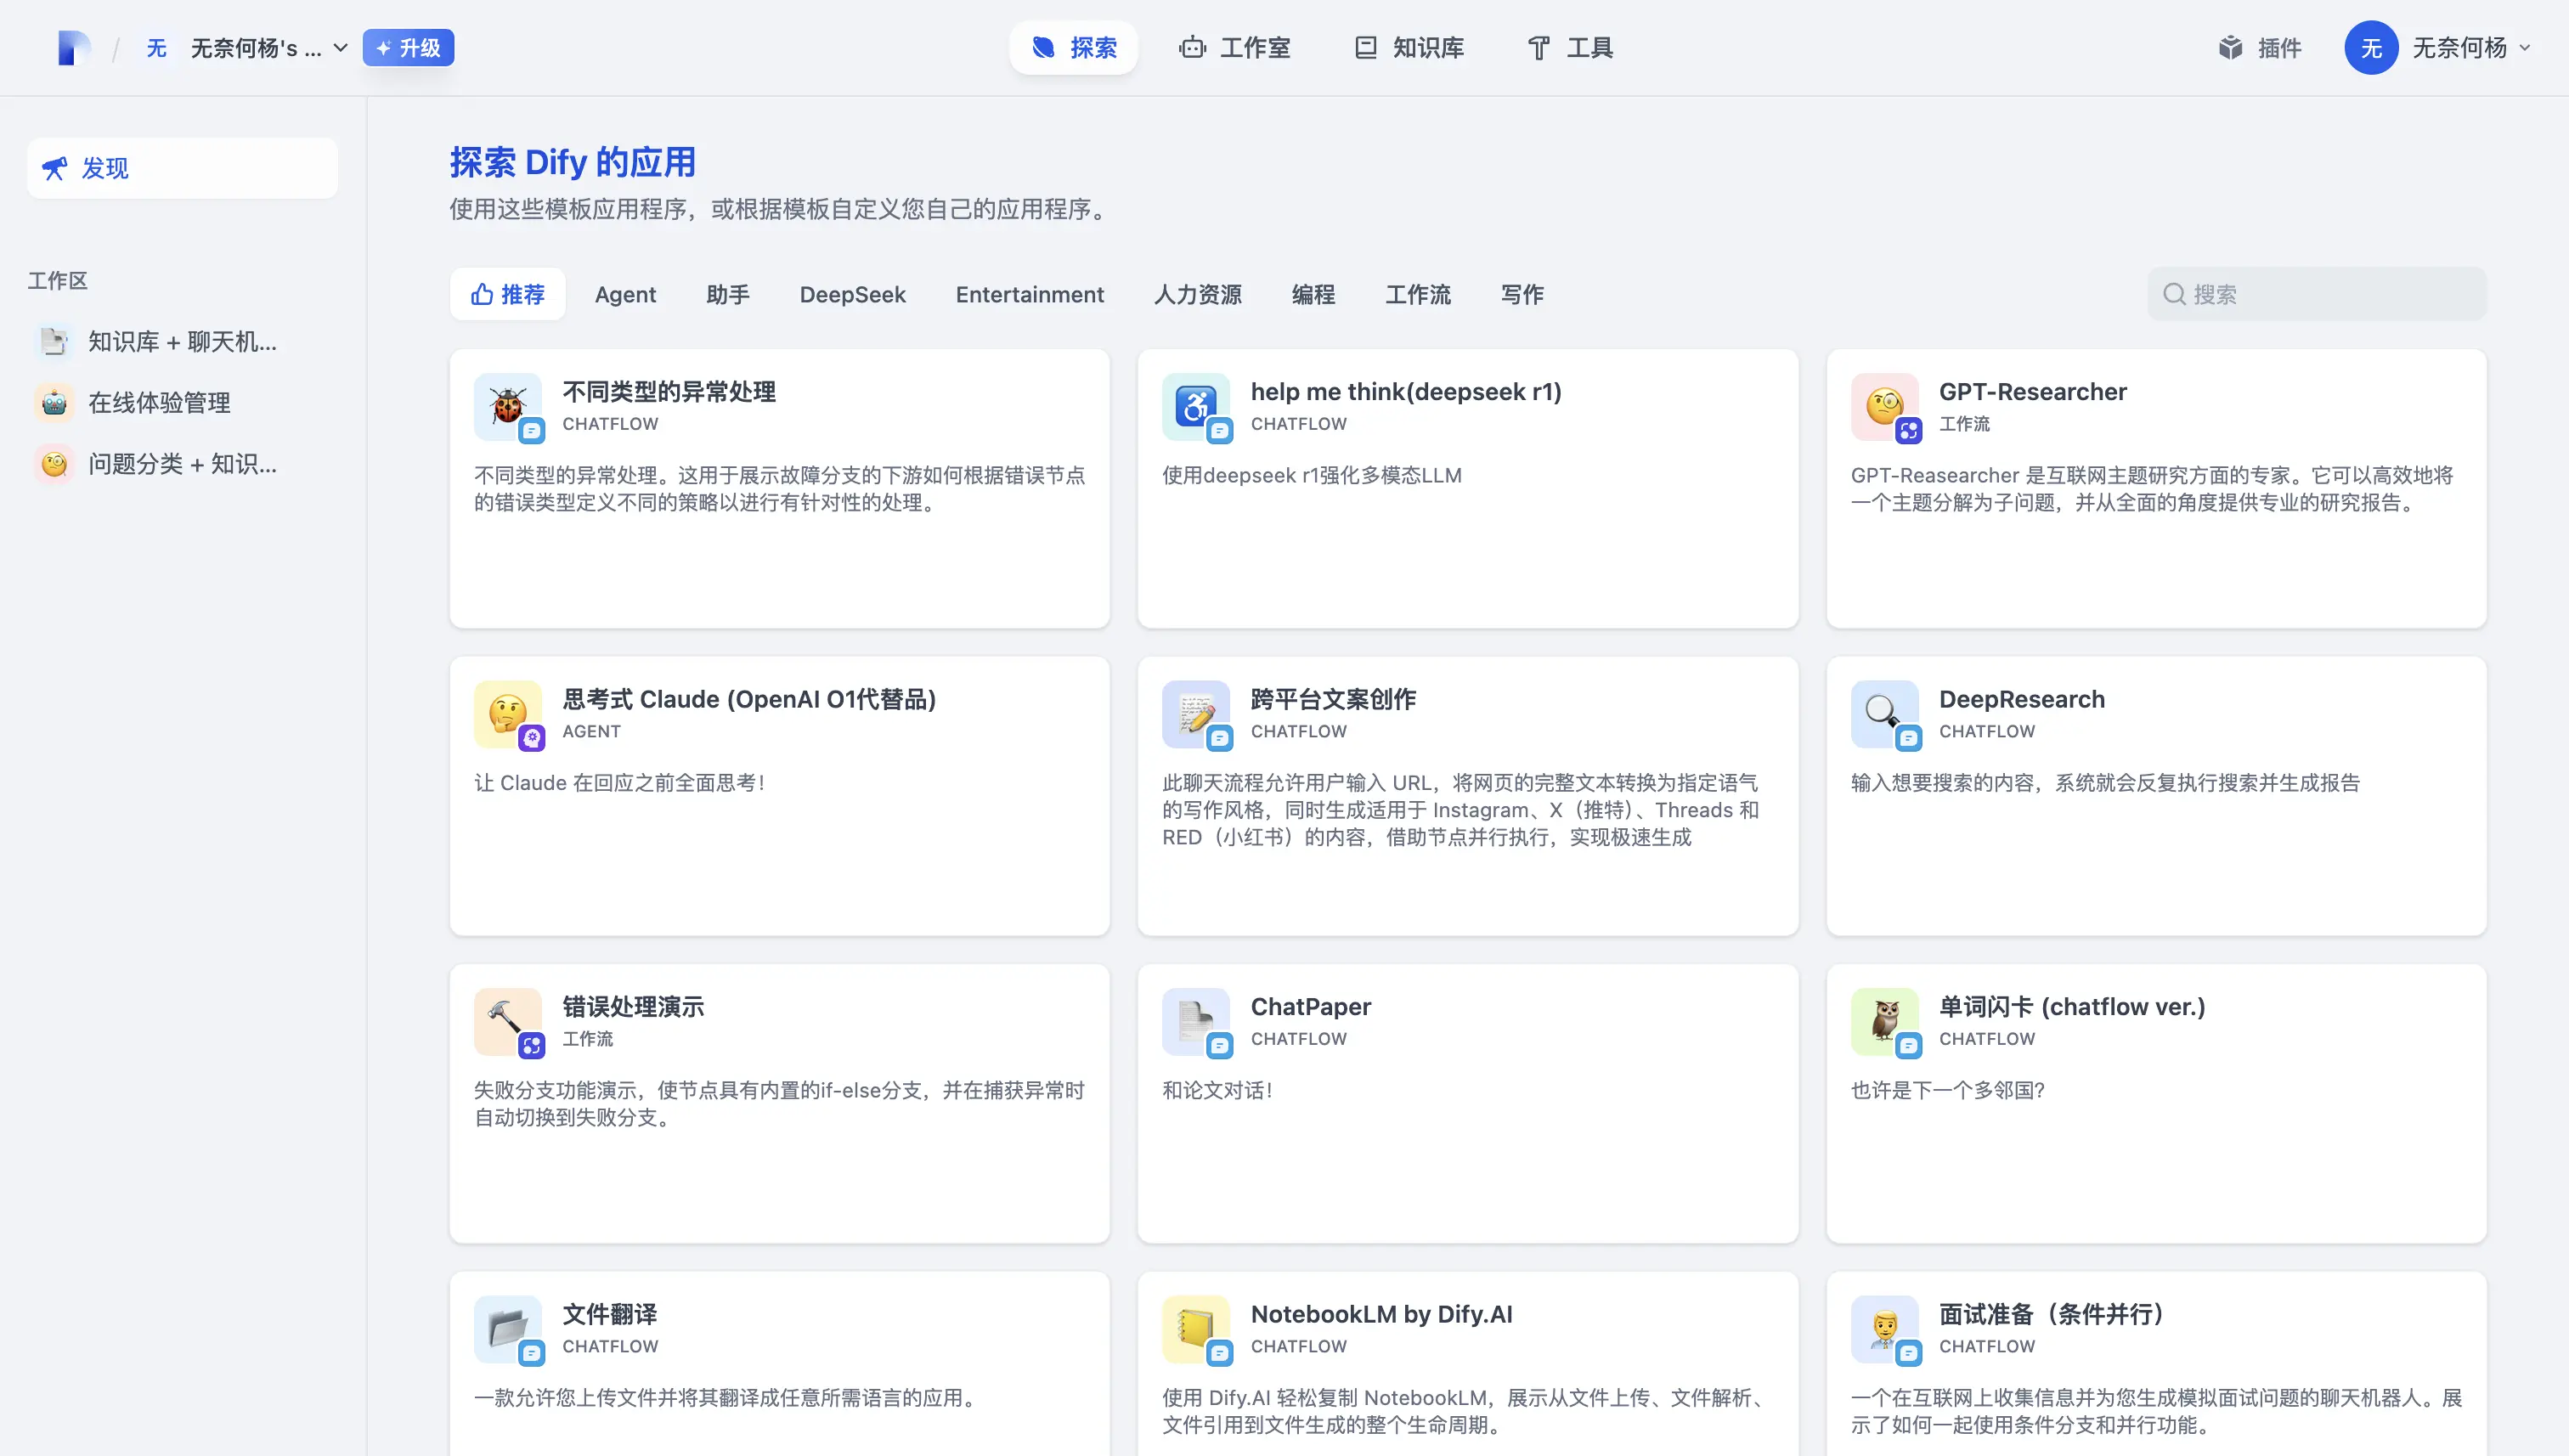 无 无奈何杨's ... 升级
探索 工作室 知识库 工具
插件 无 无奈何杨
发现
工作区
知识库 + 聊天机...
在线体验管理
问题分类 + 知识...
探索 Dify 的应用
使用这些模板应用程序，或根据模板自定义您自己的应用程序。
推荐 Agent 助手 DeepSeek Entertainment 人力资源 编程 工作流 写作
搜索
不同类型的异常处理
CHATFLOW
不同类型的异常处理。这用于展示故障分支的下游如何根据错误节点
的错误类型定义不同的策略以进行有针对性的处理。
help me think(deepseek r1)
CHATFLOW
使用deepseek r1强化多模态LLM
GPT-Researcher
工作流
GPT-Reasearcher 是互联网主题研究方面的专家。它可以高效地将
一个主题分解为子问题，并从全面的角度提供专业的研究报告。
思考式 Claude (OpenAI O1代替品)
AGENT
让 Claude 在回应之前全面思考！
跨平台文案创作
CHATFLOW
此聊天流程允许用户输入 URL，将网页的完整文本转换为指定语气
的写作风格，同时生成适用于 Instagram、X（推特）、Threads 和
RED（小红书）的内容，借助节点并行执行，实现极速生成
DeepResearch
CHATFLOW
输入想要搜索的内容，系统就会反复执行搜索并生成报告
错误处理演示
工作流
失败分支功能演示，使节点具有内置的if-else分支，并在捕获异常时
自动切换到失败分支。
ChatPaper
CHATFLOW
和论文对话！
单词闪卡 (chatflow ver.)
CHATFLOW
也许是下一个多邻国？
文件翻译
CHATFLOW
一款允许您上传文件并将其翻译成任意所需语言的应用。
NotebookLM by Dify.AI
CHATFLOW
使用 Dify.AI 轻松复制 NotebookLM，展示从文件上传、文件解析、
文件引用到文件生成的整个生命周期。
面试准备（条件并行）
CHATFLOW
一个在互联网上收集信息并为您生成模拟面试问题的聊天机器人。展
示了如何一起使用条件分支和并行功能。